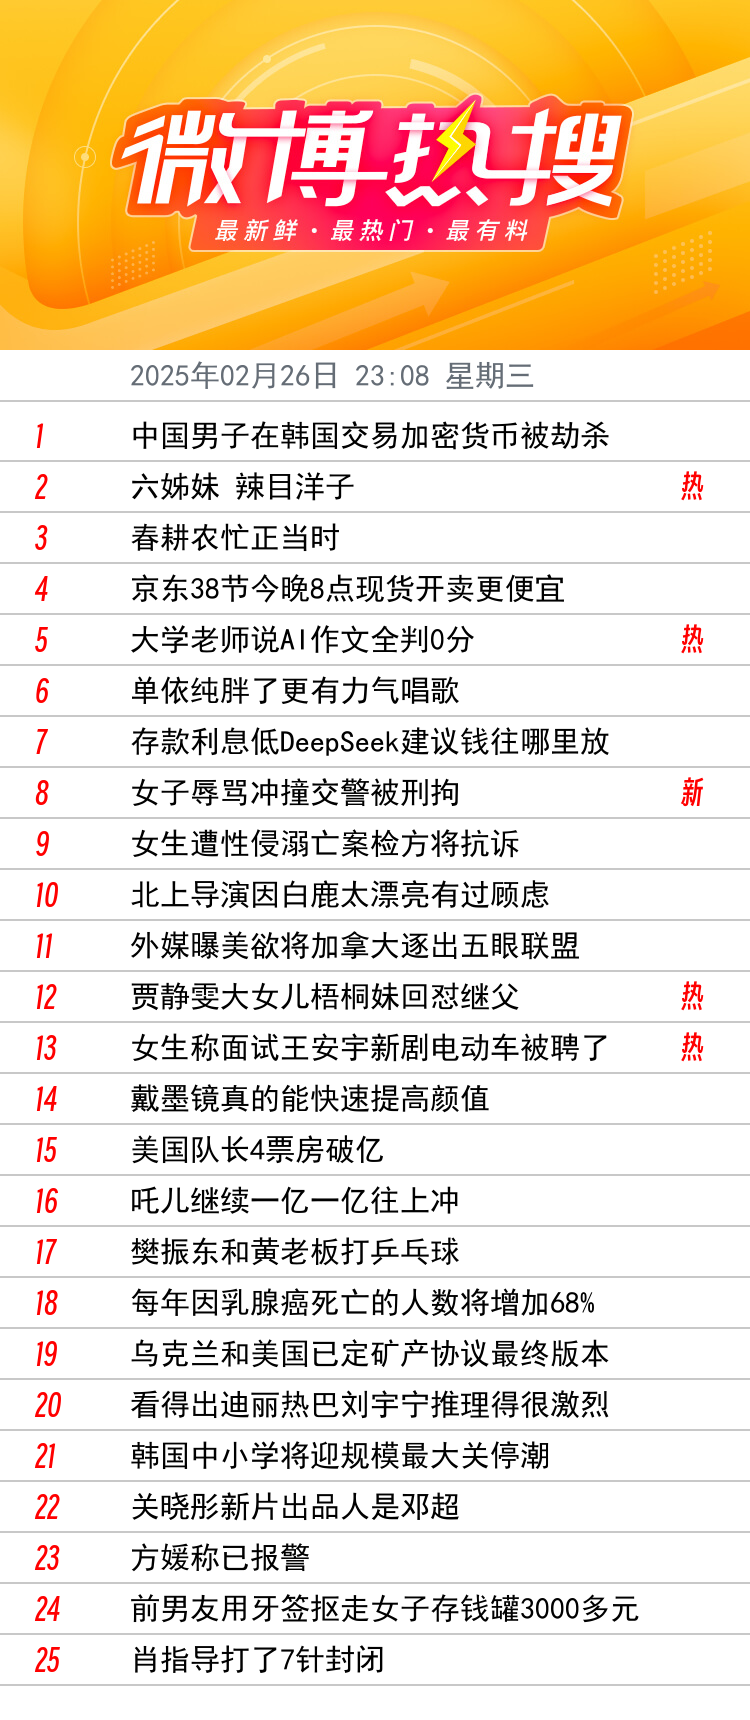 微博热搜
最新鲜·最热门·最有料
2025年02月26日 23:08 星期三
1 中国男子在韩国交易加密货币被劫杀
2 六姊妹 辣目洋子 热
3 春耕农忙正当时
4 京东38节今晚8点现货开卖更便宜
5 大学老师说AI作文全判0分 热
6 单依纯胖了更有力气唱歌
7 存款利息低DeepSeek建议钱往哪里放
8 女子辱骂冲撞交警被刑拘 新
9 女生遭性侵溺亡案检方将抗诉
10 北上导演因白鹿太漂亮有过顾虑
11 外媒曝美欲将加拿大逐出五眼联盟
12 贾静雯大女儿梧桐妹回怼继父 热
13 女生称面试王安宇新剧电动车被聘了 热
14 戴墨镜真的能快速提高颜值
15 美国队长4票房破亿
16 吒儿继续一亿一亿往上冲
17 樊振东和黄老板打乒乓球
18 每年因乳腺癌死亡的人数将增加68%
19 乌克兰和美国已定矿产协议最终版本
20 看得出迪丽热巴刘宇宁推理得很激烈
21 韩国中小学将迎规模最大关停潮
22 关晓彤新片出品人是邓超
23 方媛称已报警
24 前男友用牙签抠走女子存钱罐3000多元
25 肖指导打了7针封闭